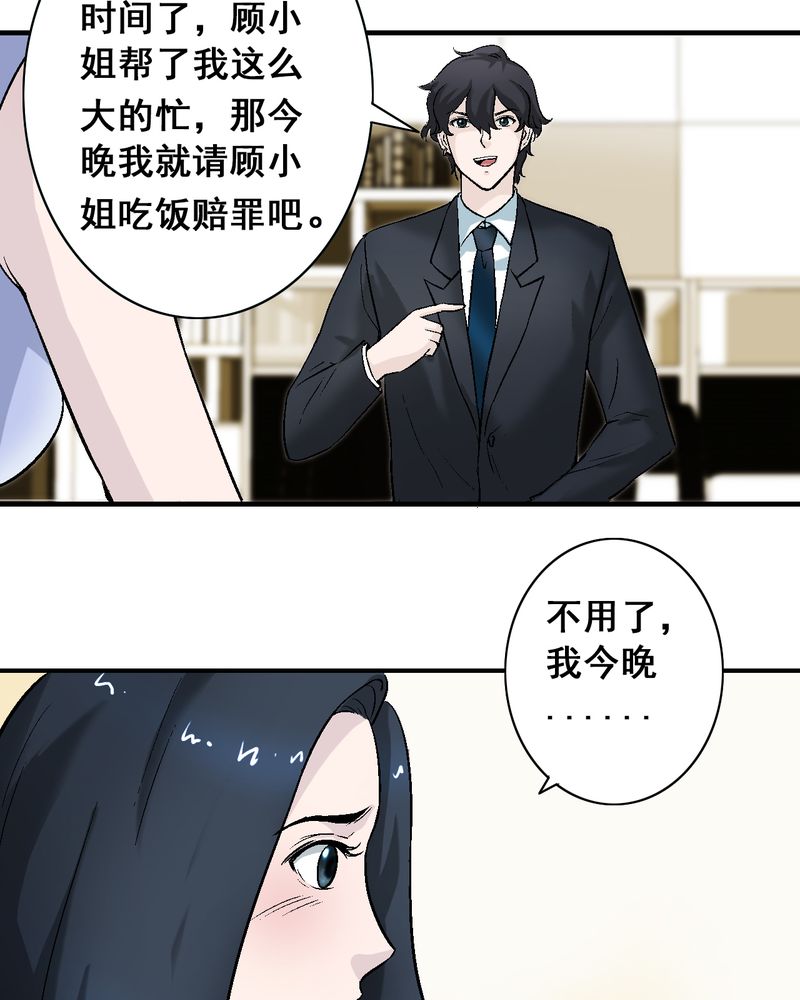 时间了，顾小
姐帮了我这么
大的忙，那今
晚我就请顾小
姐吃饭赔罪吧。
不用了，
我今晚
......